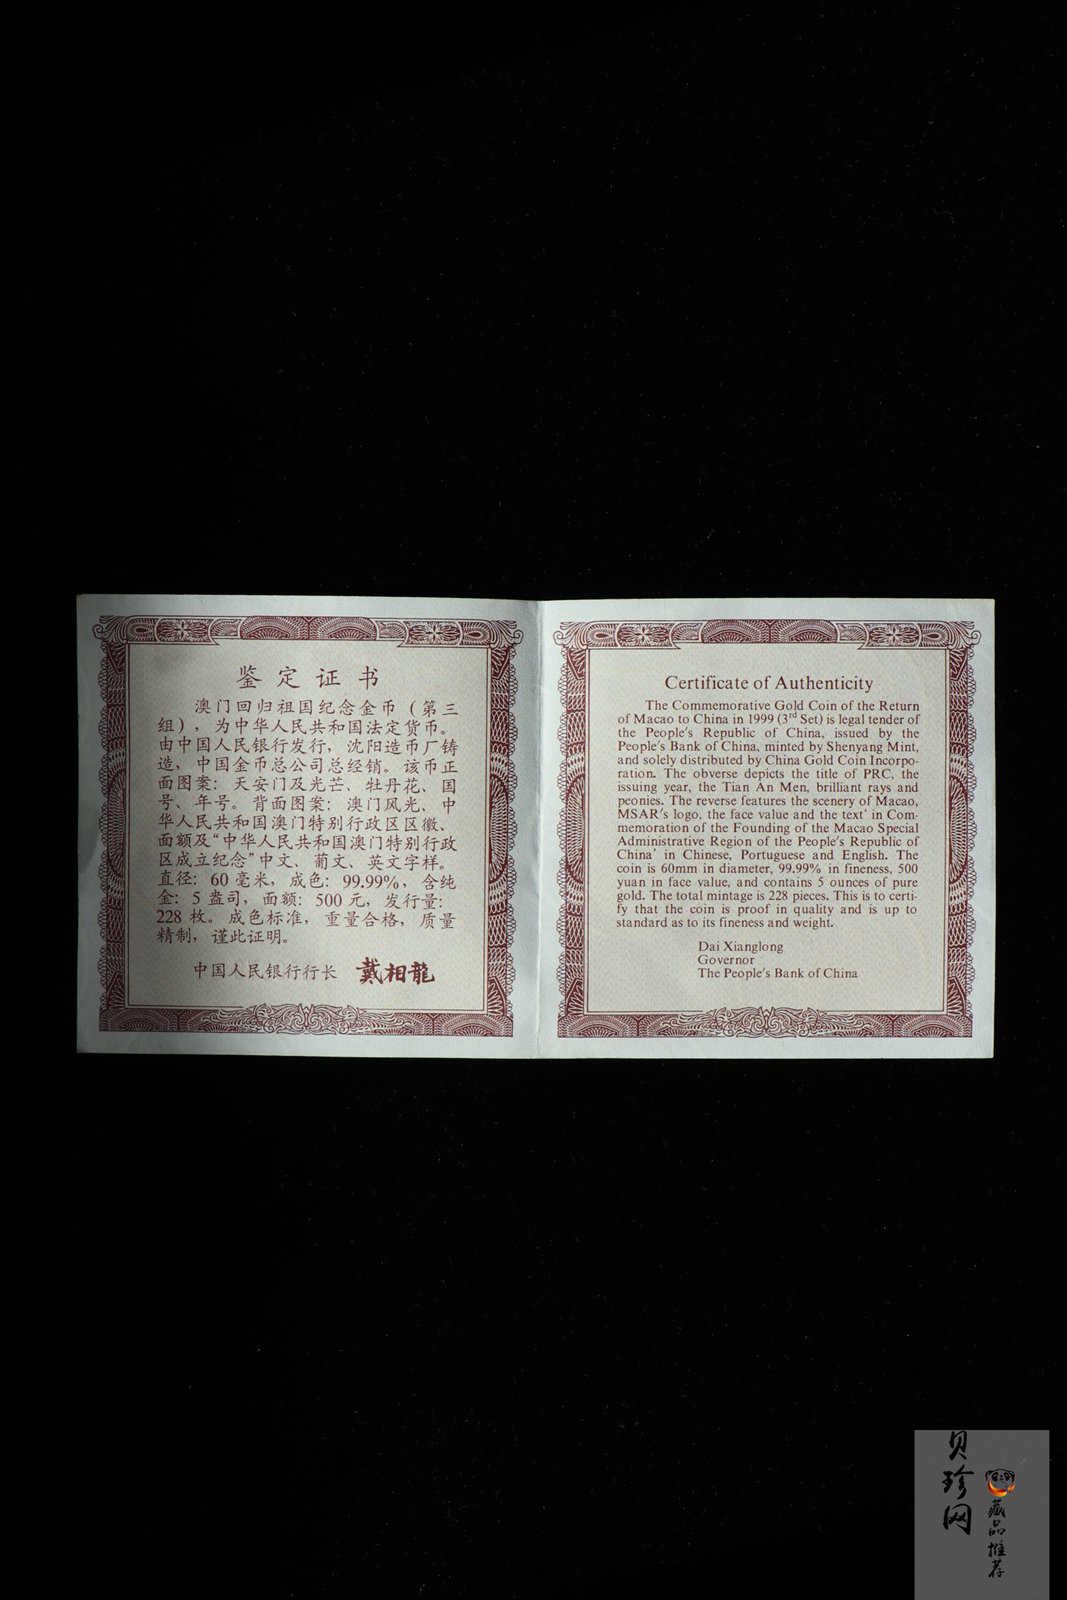 鉴定证书
澳门回归祖国纪念金币（第三
组），为中华人民共和国法定货币。
由中国人民银行发行，沈阳造币厂铸
造，中国金币总公司总经销。该币正
面图案：天安门及光芒、牡丹花、国
号、年号。背面图案：澳门风光、中
华人民共和国澳门特别行政区区徽、
面额及“中华人民共和国澳门特别行政
区成立纪念”中文、葡文、英文字样。
直径：60毫米，成色：99.99%，含纯
金：5盎司，面额：500元，发行量：
228枚。成色标准，重量合格，质量
精制，谨此证明。
中国人民银行行长 戴相龍
Certificate of Authenticity
The Commemorative Gold Coin of the Return
of Macao to China in 1999 (3rd Set) is legal tender of
the People's Republic of China, issued by the
People's Bank of China, minted by Shenyang Mint,
and solely distributed by China Gold Coin Incorpo-
ration. The obverse depicts the title of PRC, the
issuing year, the Tian An Men, brilliant rays and
peonies. The reverse features the scenery of Macao,
MSAR's logo, the face value and the text' in Com-
memoration of the Founding of the Macao Special
Administrative Region of the People's Republic of
China' in Chinese, Portuguese and English. The
coin is 60mm in diameter, 99.99% in fineness, 500
yuan in face value, and contains 5 ounces of pure
gold. The total mintage is 228 pieces. This is to certi-
fy that the coin is proof in quality and is up to
standard as to its fineness and weight.
Dai Xianglong
Governor
The People's Bank of China
贝珍网
藏品推荐